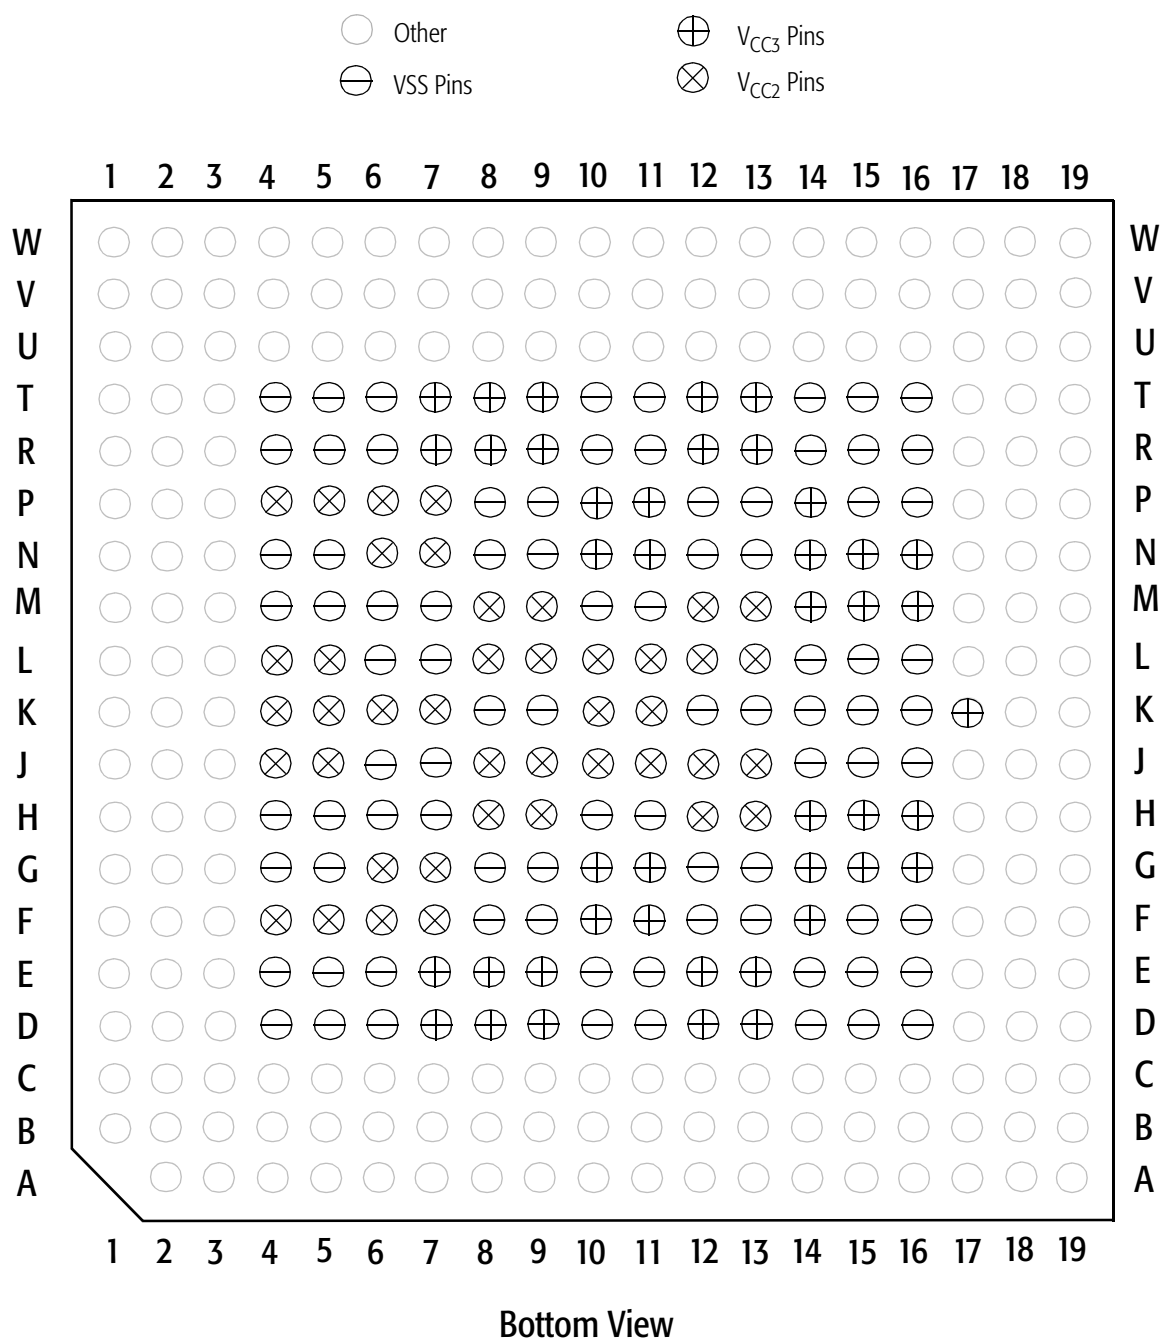 Other
VSS Pins
VCC3 Pins
VCC2 Pins
1 2 3 4 5 6 7 8 9 10 11 12 13 14 15 16 17 18 19
W W
V V
U U
T T
R R
P P
N N
M M
L L
K K
J J
H H
G G
F F
E E
D D
C C
B B
A A
1 2 3 4 5 6 7 8 9 10 11 12 13 14 15 16 17 18 19
Bottom View